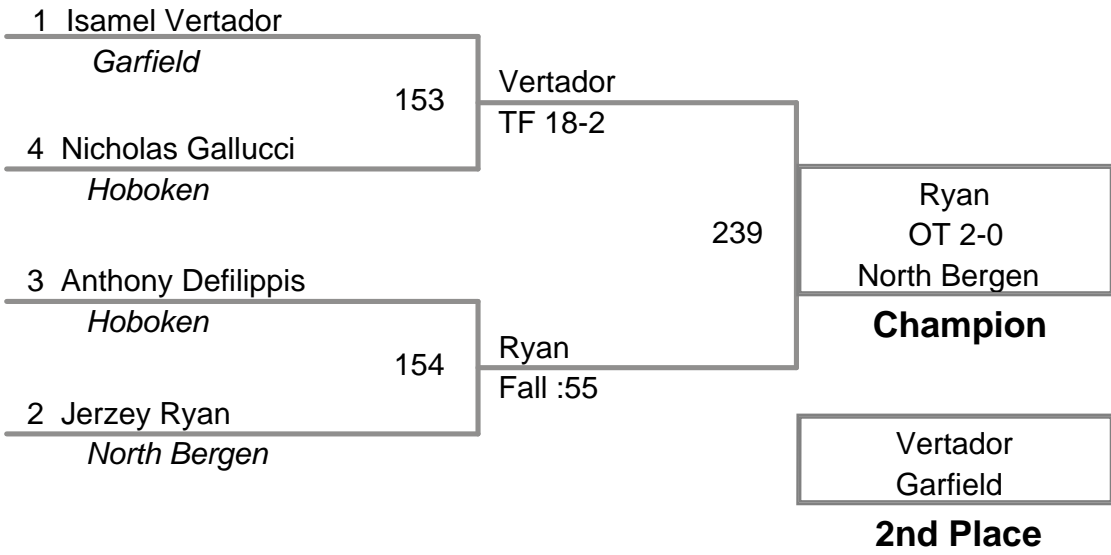 1 Isamel Vertador
Garfield
153
4 Nicholas Gallucci
Hoboken
Vertador
TF 18-2
3 Anthony Defilippis
Hoboken
154
2 Jerzey Ryan
North Bergen
Ryan
Fall :55
239
Ryan
OT 2-0
North Bergen
Champion
Vertador
Garfield
2nd Place